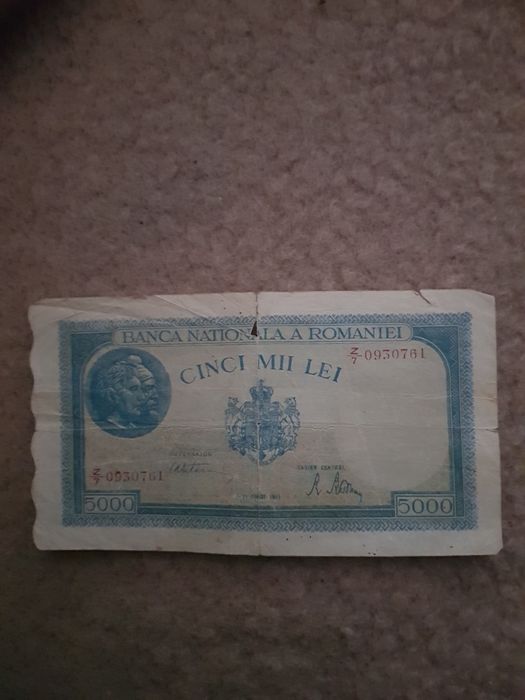 BANCA NATIONALA A ROMANIEI
CINCI MII LEI
Z/7-0930761
CASIER CENTRAL
Z/7-0930761
5000
5000